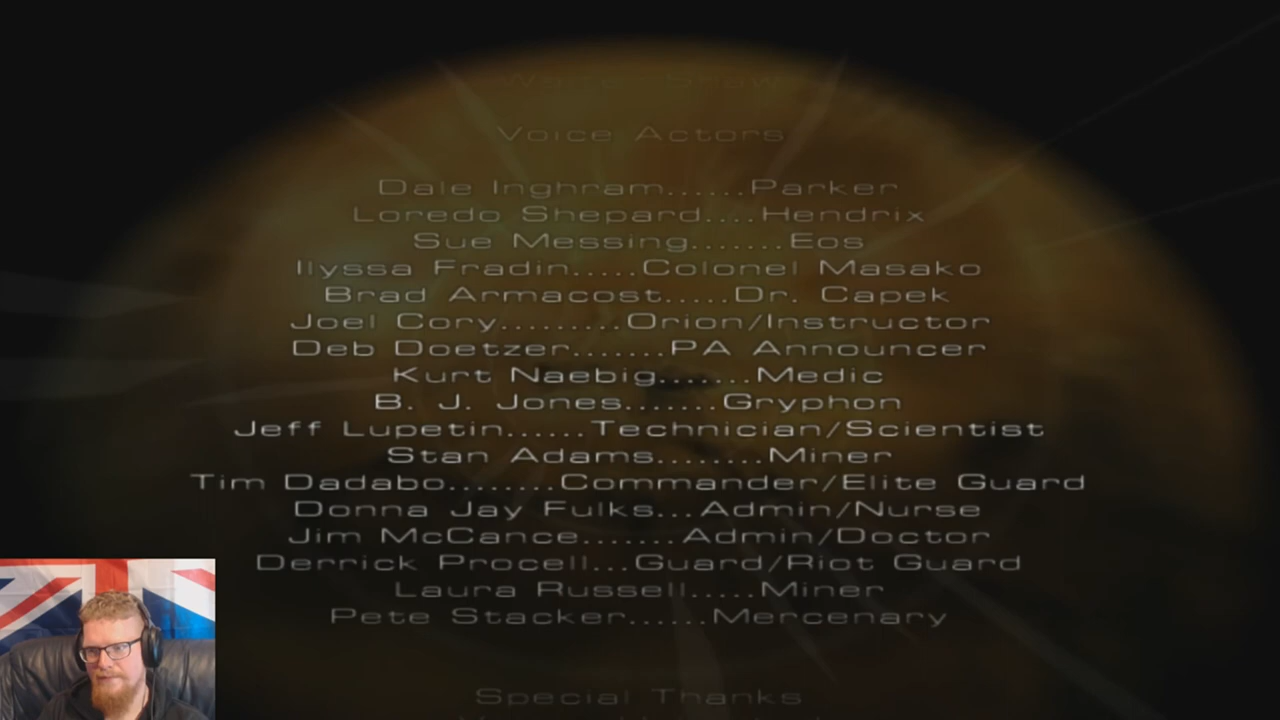 Voice Actors
Dale Inghram......Parker
Loredo Shepard....Hendrix
Sue Messing.......Eos
Ilyssa Fradin.....Colonel Masako
Brad Armacost.....Dr. Capek
Joel Cory.........Orion/Instructor
Deb Doetzer.......PA Announcer
Kurt Naebig.......Medic
B. J. Jones.......Gryphon
Jeff Lupetin......Technician/Scientist
Stan Adams........Miner
Tim Dadabo........Commander/Elite Guard
Donna Jay Fulks...Admin/Nurse
Jim McCance.......Admin/Doctor
Derrick Procell...Guard/Riot Guard
Laura Russell.....Miner
Pete Stacker......Mercenary
Special Thanks